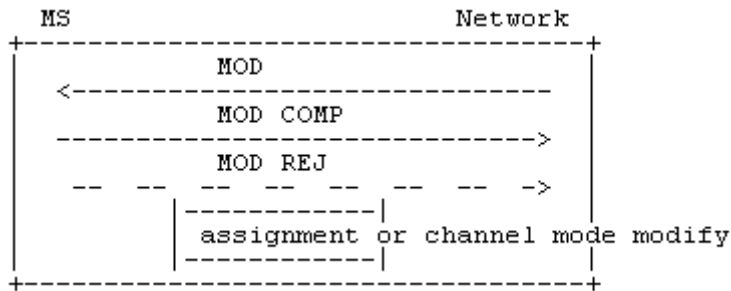 MS Network
MOD
MOD COMP
MOD REJ
assignment or channel mode modify